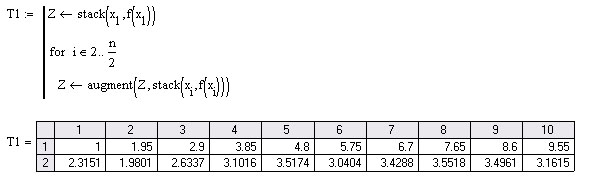 T1 := Z ← stack(x₁,f(x₁))
for i ∈ 2.. n/2
Z ← augment(Z,stack(xᵢ,f(xᵢ)))
T1 =
1 2 3 4 5 6 7 8 9 10
1 1 1.95 2.9 3.85 4.8 5.75 6.7 7.65 8.6 9.55
2 2.3151 1.9801 2.6337 3.1016 3.5174 3.0404 3.4288 3.5518 3.4961 3.1615